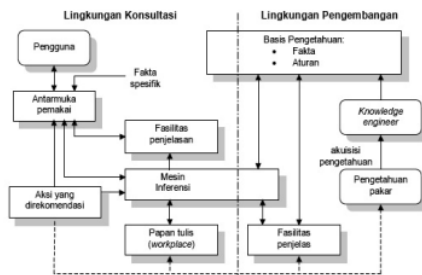 Lingkungan Konsultasi
Lingkungan Pengembangan
Pengguna
Basis Pengetahuan:
• Fakta
• Aturan
Fakta
spesifik
Antarmuka
pemakai
Knowledge
engineer
Fasilitas
penjelasan
akuisisi
pengetahuan
Mesin
Inferensi
Pengetahuan
pakar
Aksi yang
direkomendasi
Papan tulis
(workplace)
Fasilitas
penjelas